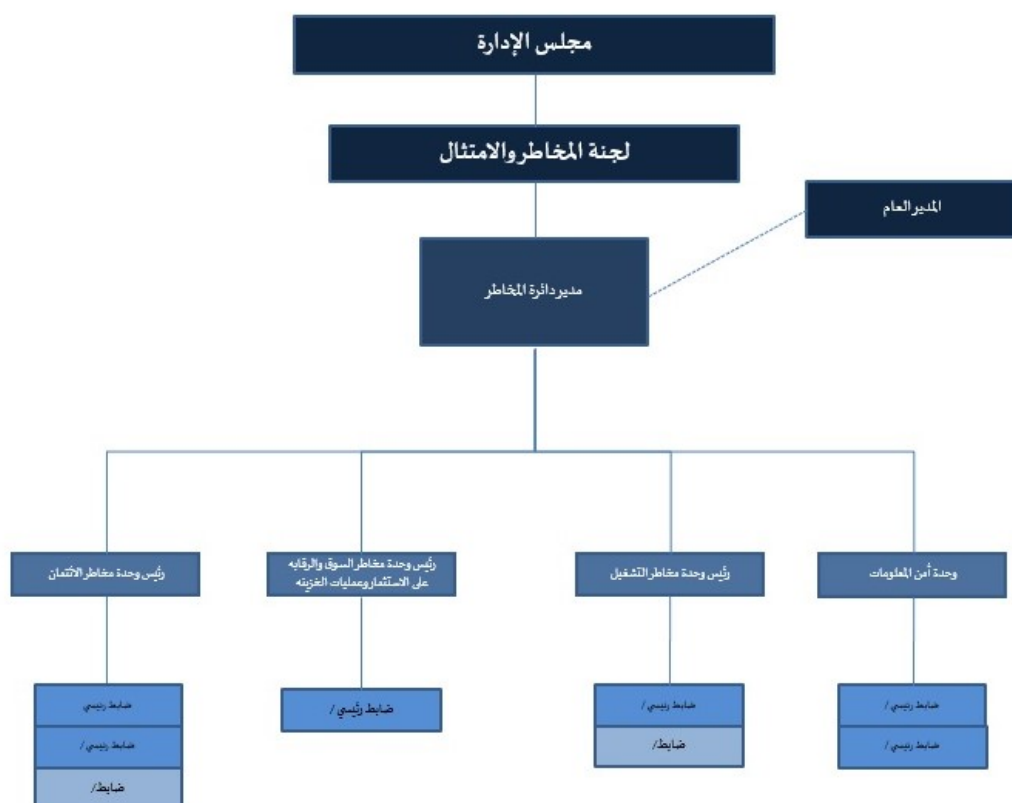 مجلس الإدارة
لجنة المخاطر والامتثال
المدير العام
مدير دائرة المخاطر
وحدة أمن المعلومات
رئيس وحدة مخاطر التشغيل
رئيس وحدة مخاطر السوق والرقابه
على الاستثمار وعمليات الخزينه
رئيس وحدة مخاطر الائتمان
ضابط رئيسي /
ضابط رئيسي /
ضابط رئيسي /
ضابط/
ضابط رئيسي /
ضابط رئيسي
ضابط رئيسي /
ضابط/